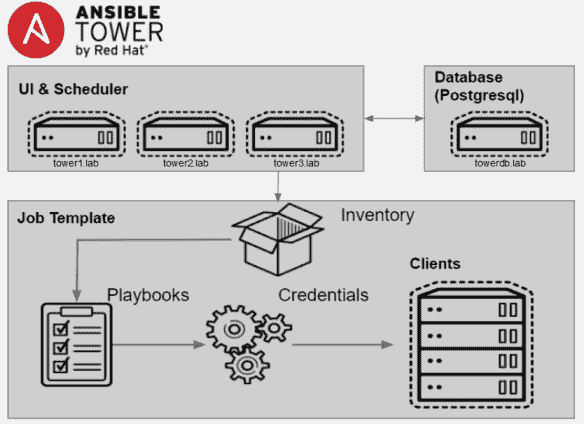 ANSIBLE
TOWER
by Red Hat®
UI & Scheduler
tower1.lab
tower2.lab
tower3.lab
Database
(Postgresql)
towerdb.lab
Job Template
Inventory
Clients
Playbooks
Credentials